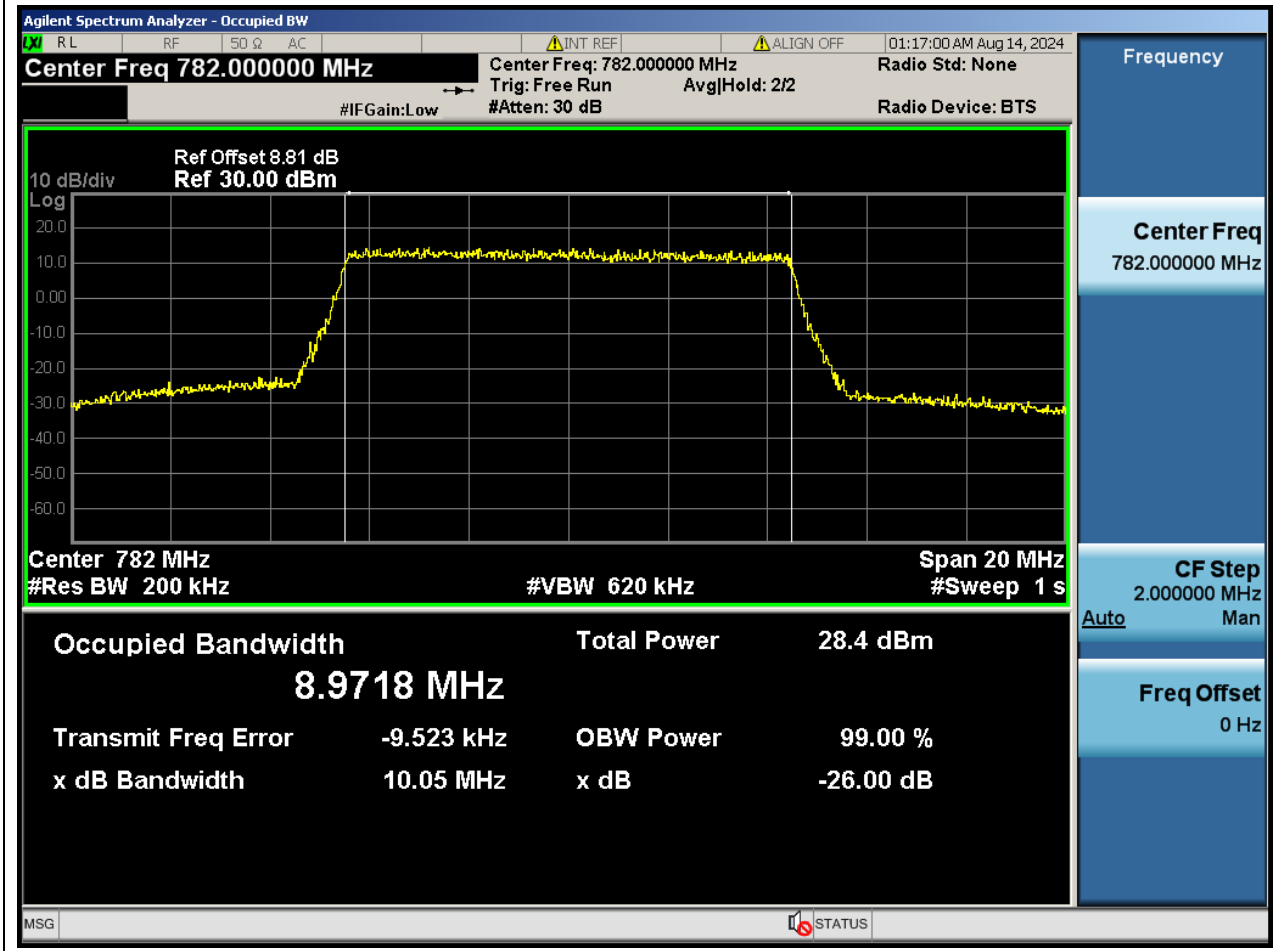 Agilent Spectrum Analyzer - Occupied BW
LXI RL RF 50 Ω AC INT REF ALIGN OFF 01:17:00 AM Aug 14, 2024
Center Freq 782.000000 MHz
Center Freq: 782.000000 MHz
Radio Std: None
Trig: Free Run Avg|Hold: 2/2
#IFGain:Low
#Atten: 30 dB
Radio Device: BTS
Ref Offset 8.81 dB
10 dB/div Ref 30.00 dBm
Log
20.0
10.0
0.00
-10.0
-20.0
-30.0
-40.0
-50.0
-60.0
Center 782 MHz Span 20 MHz
#Res BW 200 kHz #VBW 620 kHz #Sweep 1 s
Occupied Bandwidth Total Power 28.4 dBm
8.9718 MHz
Transmit Freq Error -9.523 kHz OBW Power 99.00 %
x dB Bandwidth 10.05 MHz x dB -26.00 dB
MSG STATUS
Frequency
Center Freq
782.000000 MHz
CF Step
2.000000 MHz
Auto Man
Freq Offset
0 Hz